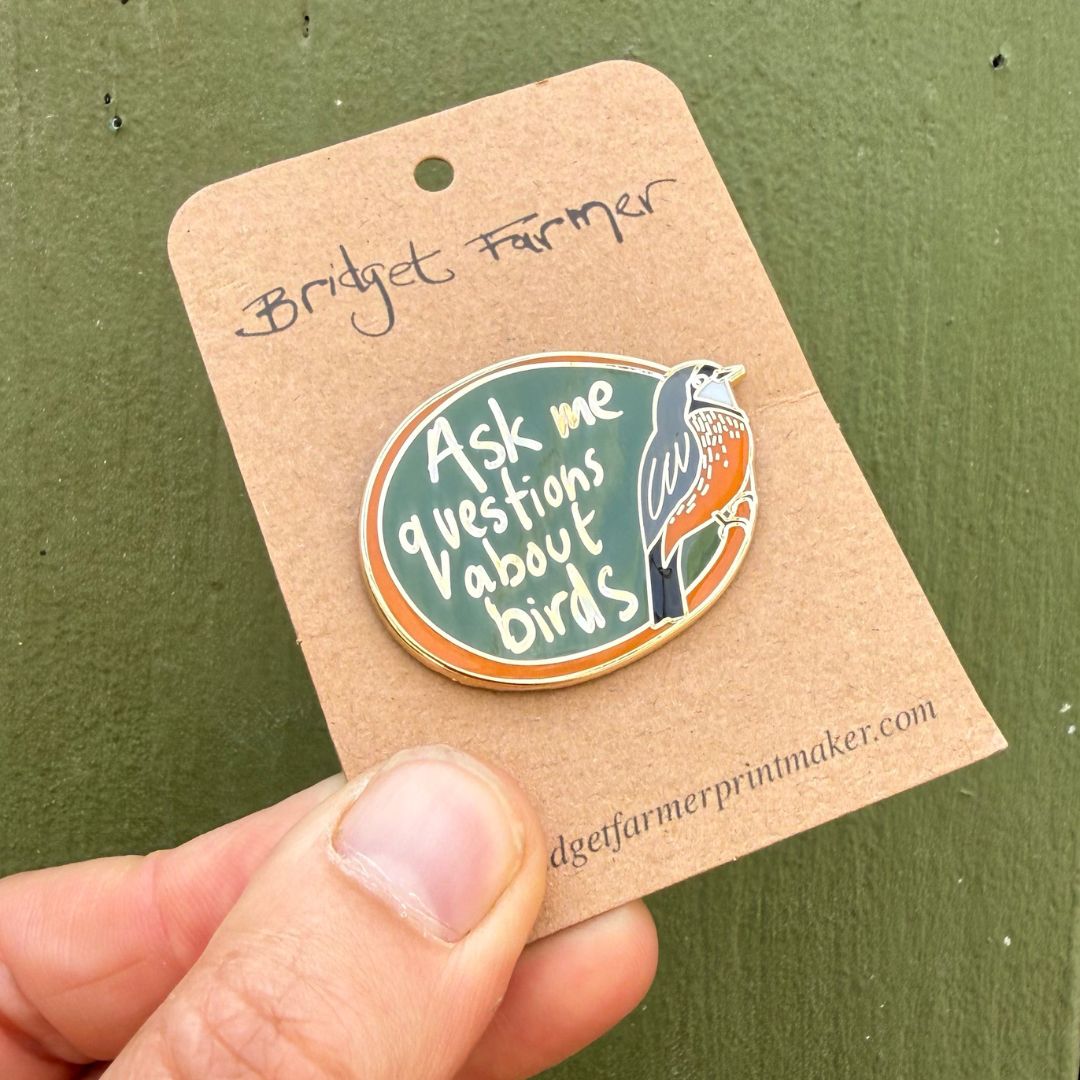 Bridget Farmer
Ask me
questions
about
birds
dgetfarmerprintmaker.com